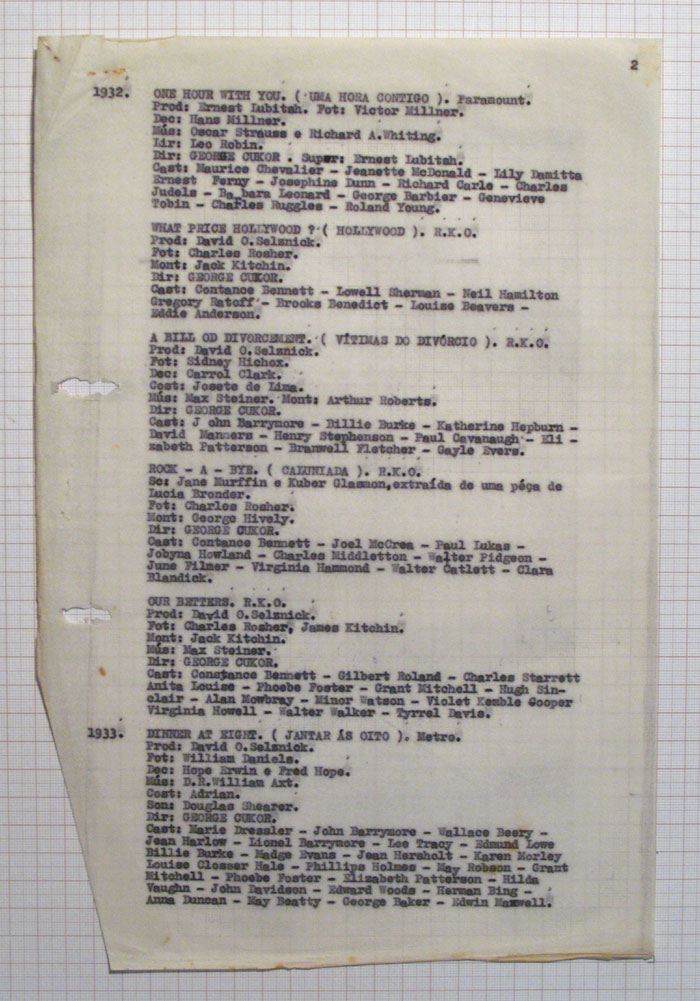 2
1932. ONE HOUR WITH YOU. ( UMA HORA CONTIGO ). Paramount.
Prod: Ernest Lubitsh. Fot: Victor Millner.
Dec: Hans Millner.
Mús: Oscar Strauss e Richard A.Whiting.
Lir: Leo Robin.
Dir: GEORGE CUKOR . Super: Ernest Lubitsh.
Cast: Maurice Chevalier - Jeanette McDonald - Lily Damitta
Ernest Ferny - Josephine Dunn - Richard Carle - Charles
Judels - Barbara Leonard - George Barbier - Genevieve
Tobin - Charles Ruggles - Roland Young.
WHAT PRICE HOLLYWOOD ? ( HOLLYWOOD ). R.K.O.
Prod: David O.Selznick.
Fot: Charles Rosher.
Mont: Jack Kitchin.
Dir: GEORGE CUKOR.
Cast: Contance Bennett - Lowell Sherman - Neil Hamilton
Gregory Ratoff - Brooks Benedict - Louise Beavers -
Eddie Anderson.
A BILL OD DIVORCEMENT. ( VÍTIMAS DO DIVÓRCIO ). R.K.O.
Prod: David O.Selznick.
Fot: Sidney Hichox.
Dec: Carrol Clark.
Cost: Josete de Lima.
Mús: Max Steiner. Mont: Arthur Roberts.
Dir: GEORGE CUKOR.
Cast: J ohn Barrymore - Billie Burke - Katherine Hepburn -
David Manners - Henry Stephenson - Paul Cavanaugh - Eli -
zabeth Patterson - Bramwell Fletcher - Gayle Evers.
ROCK - A - BYE. ( CALUNIADA ). R.K.O.
Sc: Jane Murffin e Kuber Glasmon,extraída de uma péça de
Lucia Bronder.
Fot: Charles Rosher.
Mont: George Hively.
Dir: GEORGE CUKOR.
Cast: Contance Bennett - Joel McCrea - Paul Lukas -
Jobyna Howland - Charles Middletton - Walter Pidgeon -
June Filmer - Virginia Hammond - Walter Catlett - Clara
Blandick.
OUR BETTERS. R.K.O.
Prod: David O.Selznick.
Fot: Charles Rosher, James Kitchin.
Mont: Jack Kitchin.
Mús: Max Steiner.
Dir: GEORGE CUKOR.
Cast: Constance Bennett - Gilbert Roland - Charles Starrett
Anita Louise - Phoebe Foster - Grant Mitchell - Hugh Sin-
clair - Alan Mowbray - Minor Watson - Violet Kemble Cooper
Virginia Howell - Walter Walker - Tyrrel Davis.
1933. DINNER AT EIGHT. ( JANTAR ÁS OITO ). Metro.
Prod: David O.Selznick.
Fot: William Daniels.
Dec: Hope Erwin e Fred Hope.
Mús: D.R.William Axt.
Cost: Adrian.
Son: Douglas Shearer.
Dir: GEORGE CUKOR.
Cast: Marie Dressler - John Barrymore - Wallace Beery -
Jean Harlow - Lionel Barrymore - Lee Tracy - Edmund Lowe
Billie Burke - Madge Evans - Jean Hersholt - Karen Morley
Louise Closser Hale - Phillips Holmes - May Robson - Grant
Mitchell - Phoebe Foster - Elizabeth Patterson - Hilda
Vaughn - John Davidson - Edward Woods - Herman Bing -
Anna Duncan - May Beatty - George Baker - Edwin Maxwell.